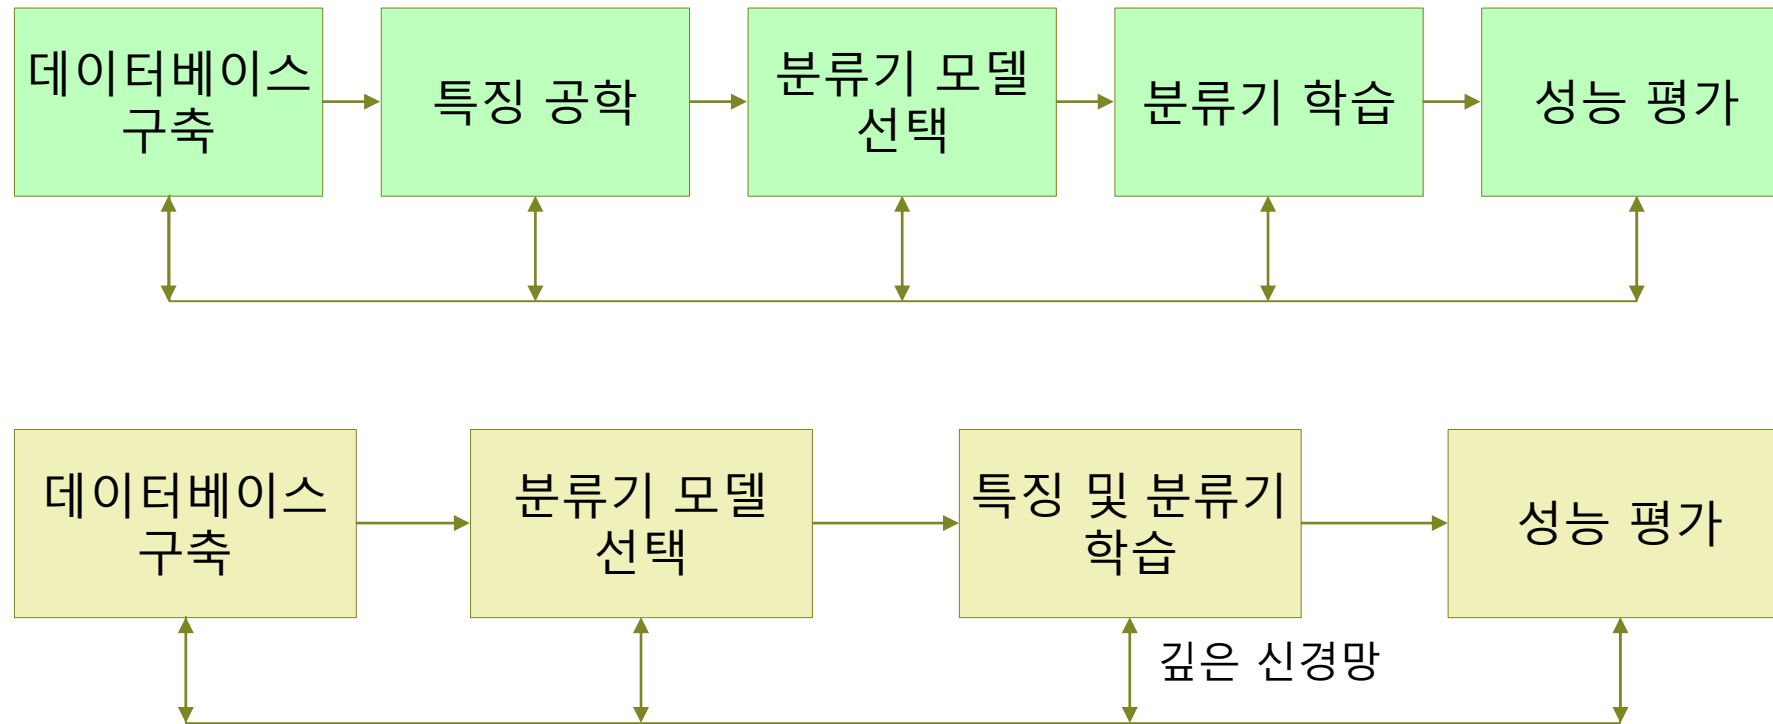 데이터베이스
구축
특징 공학
분류기 모델
선택
분류기 학습
성능 평가
데이터베이스
구축
분류기 모델
선택
특징 및 분류기
학습
성능 평가
깊은 신경망